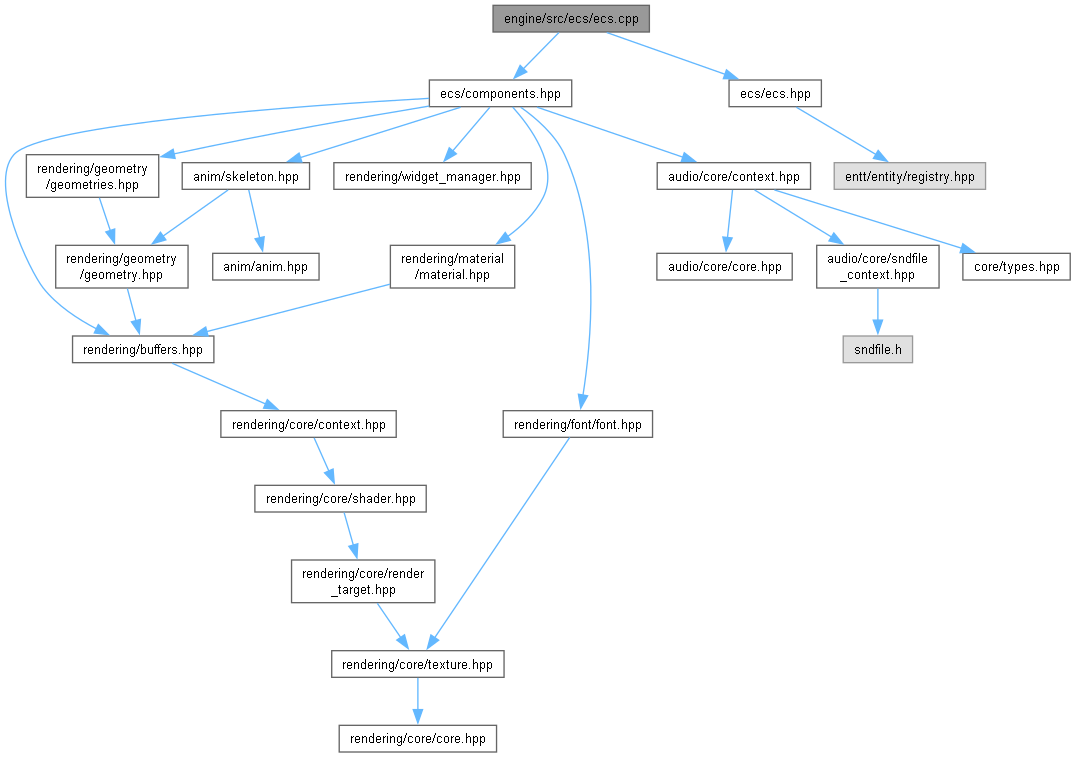 engine/src/ecs/ecs.cpp
ecs/components.hpp
ecs/ecs.hpp
rendering/geometry
/geometries.hpp
anim/skeleton.hpp
rendering/widget_manager.hpp
audio/core/context.hpp
entt/entity/registry.hpp
rendering/geometry
/geometry.hpp
anim/anim.hpp
rendering/material
/material.hpp
audio/core/core.hpp
audio/core/sndfile
_context.hpp
core/types.hpp
rendering/buffers.hpp
sndfile.h
rendering/core/context.hpp
rendering/font/font.hpp
rendering/core/shader.hpp
rendering/core/render
_target.hpp
rendering/core/texture.hpp
rendering/core/core.hpp